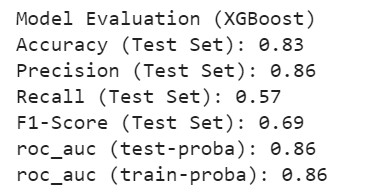 Model Evaluation (XGBoost)
Accuracy (Test Set): 0.83
Precision (Test Set): 0.86
Recall (Test Set): 0.57
F1-Score (Test Set): 0.69
roc_auc (test-proba): 0.86
roc_auc (train-proba): 0.86